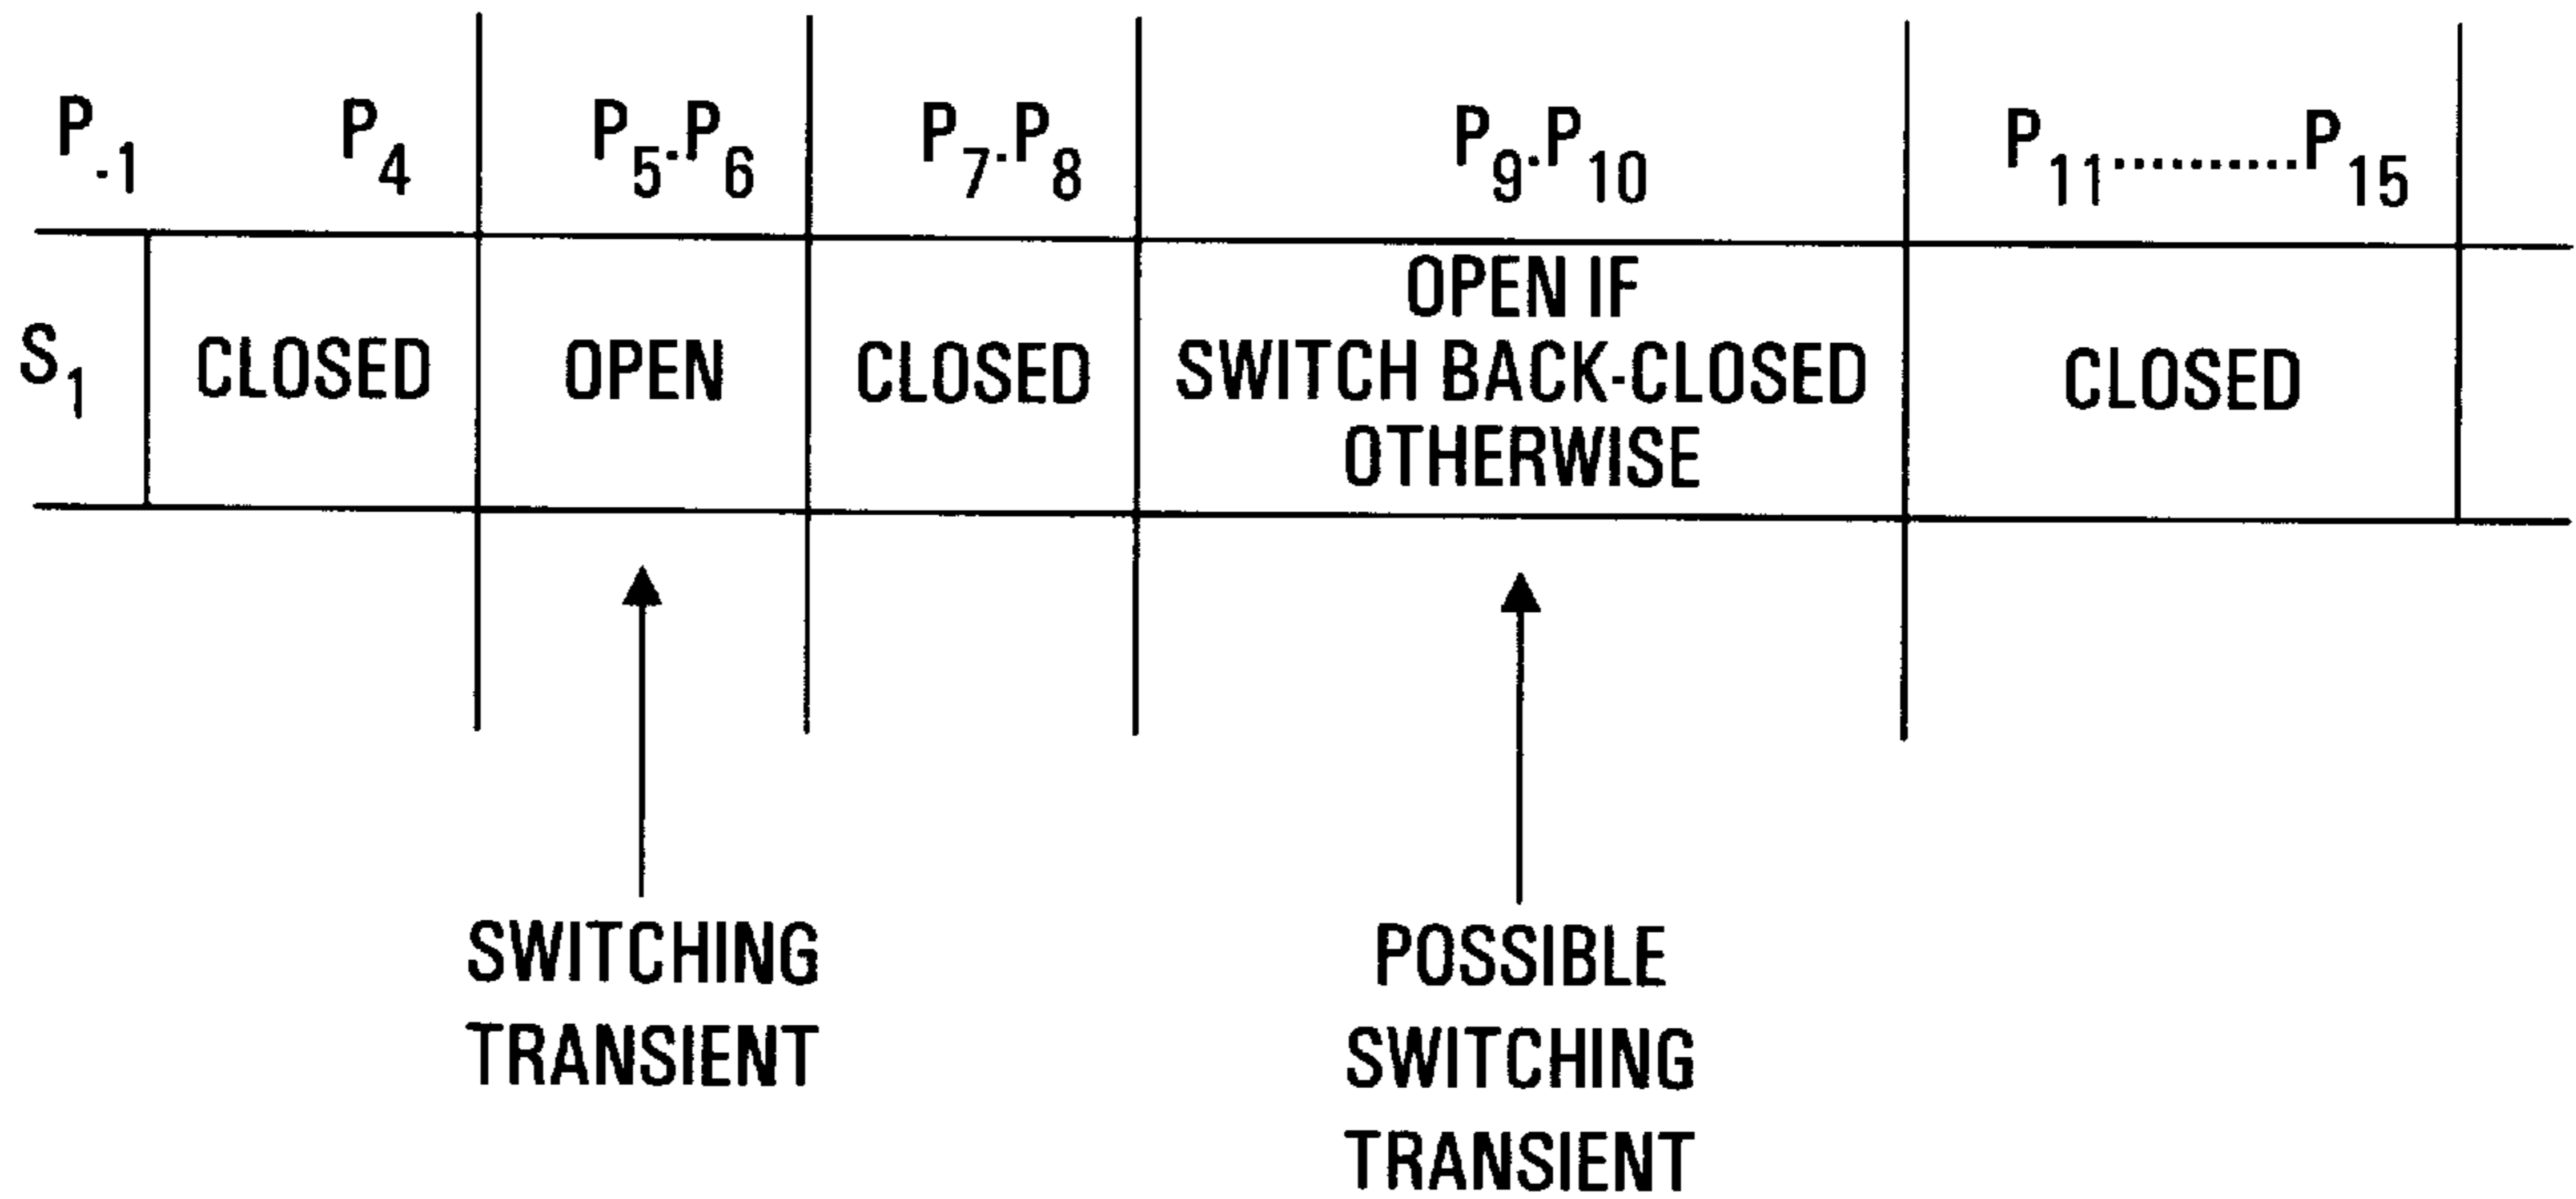 P-1 P4 P5-P6 P7-P8 P9-P10 P11..........P15
S1 CLOSED OPEN CLOSED OPEN IF
SWITCH BACK-CLOSED
OTHERWISE CLOSED
SWITCHING
TRANSIENT
POSSIBLE
SWITCHING
TRANSIENT